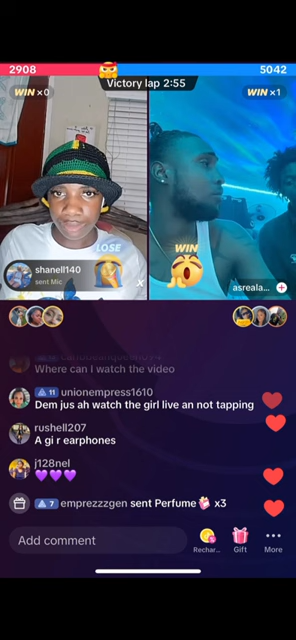 2908
5042
Victory lap 2:55
WIN ×0
WIN ×1
LOSE
WIN
shanell140
sent Mic
asreala...
Where can I watch the video
11 unionempress1610
Dem jus ah watch the girl live an not tapping
rushell207
A gi r earphones
j128nel
💜💜💜
7 emprezzzgen sent Perfume x3
Add comment
Rechar...
Gift
More